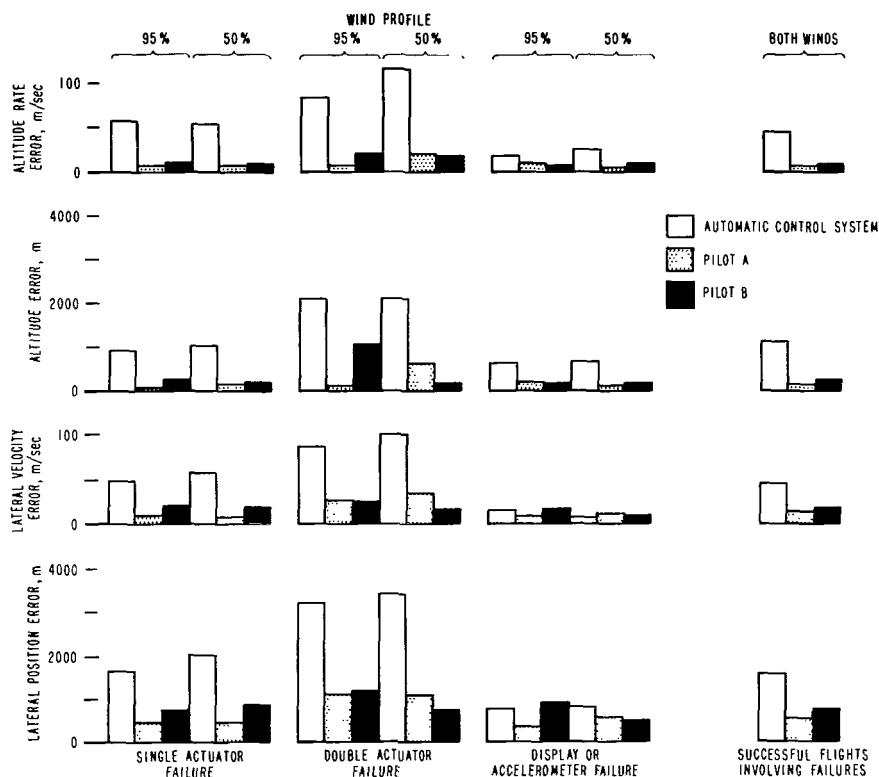 WIND PROFILE
95% 50% 95% 50% 95% 50% BOTH WINDS
ALTITUDE RATE
ERROR, m/sec
100
0
ALTITUDE ERROR, m
4000
2000
0
AUTOMATIC CONTROL SYSTEM
PILOT A
PILOT B
LATERAL VELOCITY
ERROR, m/sec
100
0
LATERAL POSITION ERROR, m
4000
2000
0
SINGLE ACTUATOR
FAILURE
DOUBLE ACTUATOR
FAILURE
DISPLAY OR
ACCELEROMETER FAILURE
SUCCESSFUL FLIGHTS
INVOLVING FAILURES